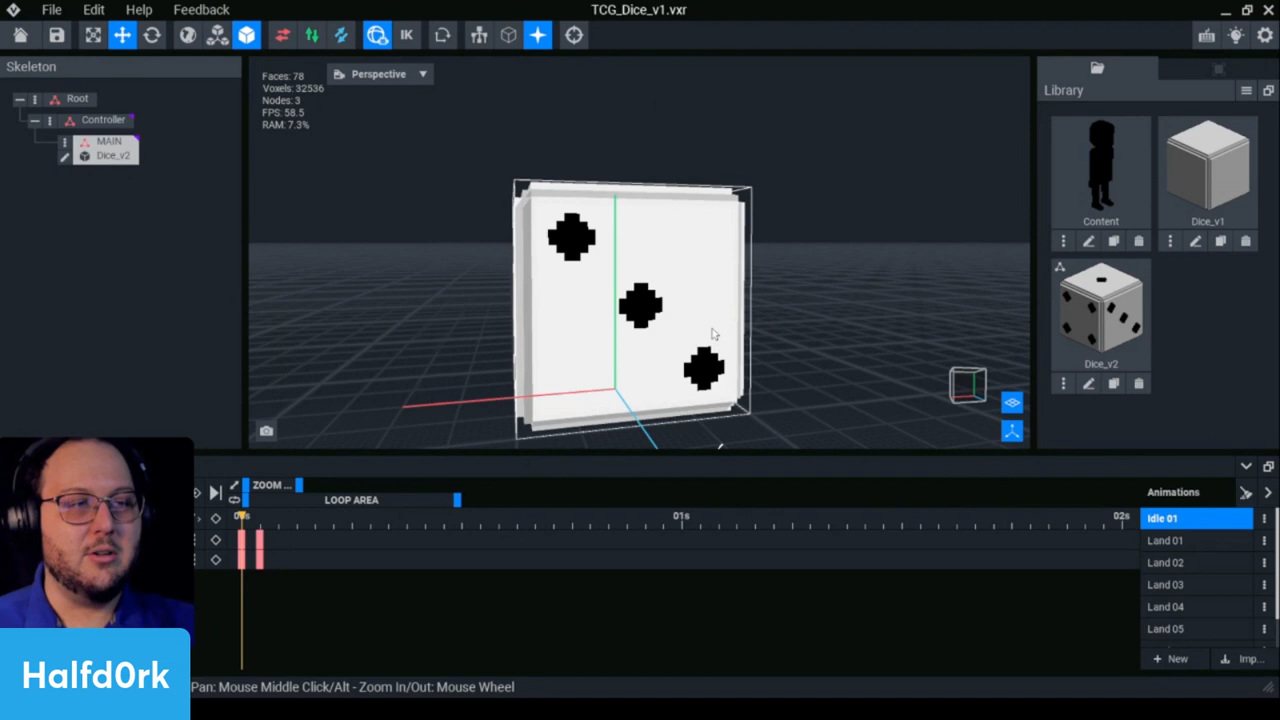 File Edit Help Feedback
TCG_Dice_v1.vxr
IK
Skeleton
Root
Controller
MAIN
Dice_v2
Faces: 78
Voxels: 32536
Nodes: 3
FPS: 58.5
RAM: 7.3%
Perspective
Library
Content
Dice_v1
Dice_v2
ZOOM ...
LOOP AREA
01s
02s
Animations
Idle 01
Land 01
Land 02
Land 03
Land 04
Land 05
+ New
Imp...
Halfd0rk
Pan: Mouse Middle Click/Alt - Zoom In/Out: Mouse Wheel